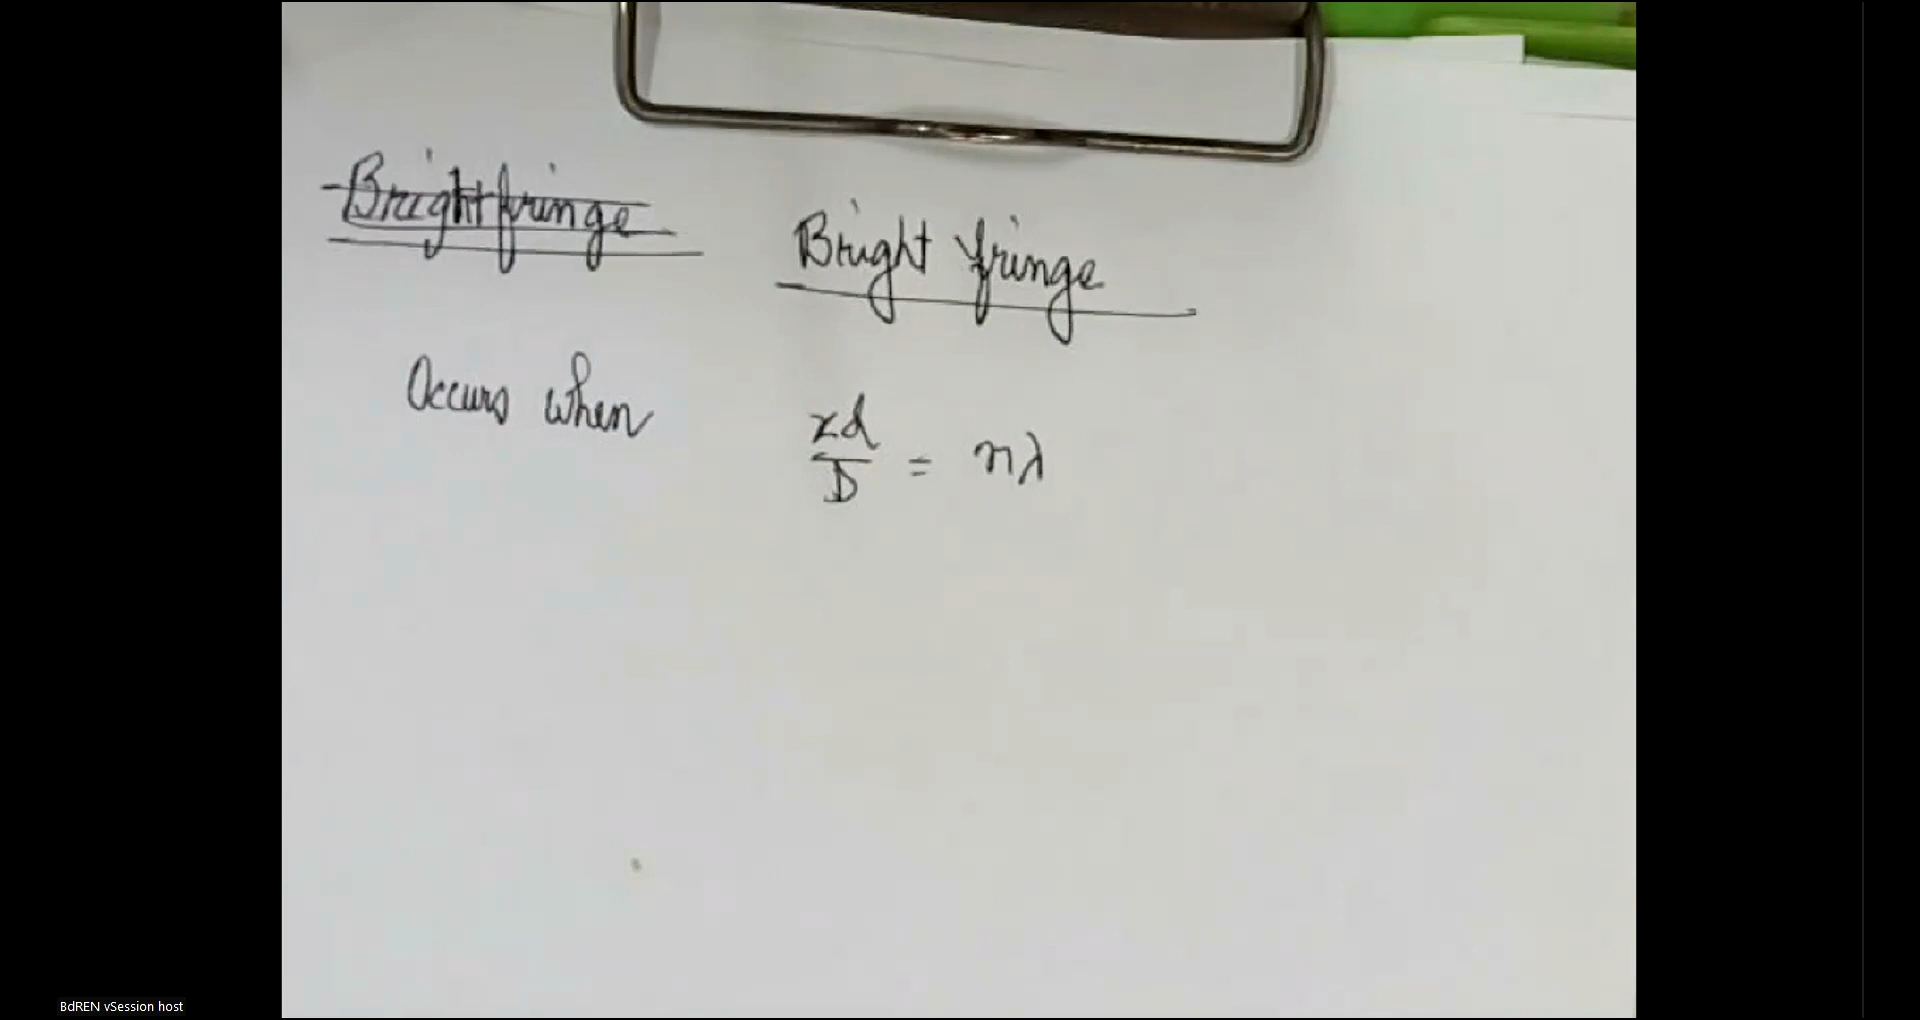 Bright fringe
Bright fringe
Occurs when
xd/D = nλ
BdREN vSession host